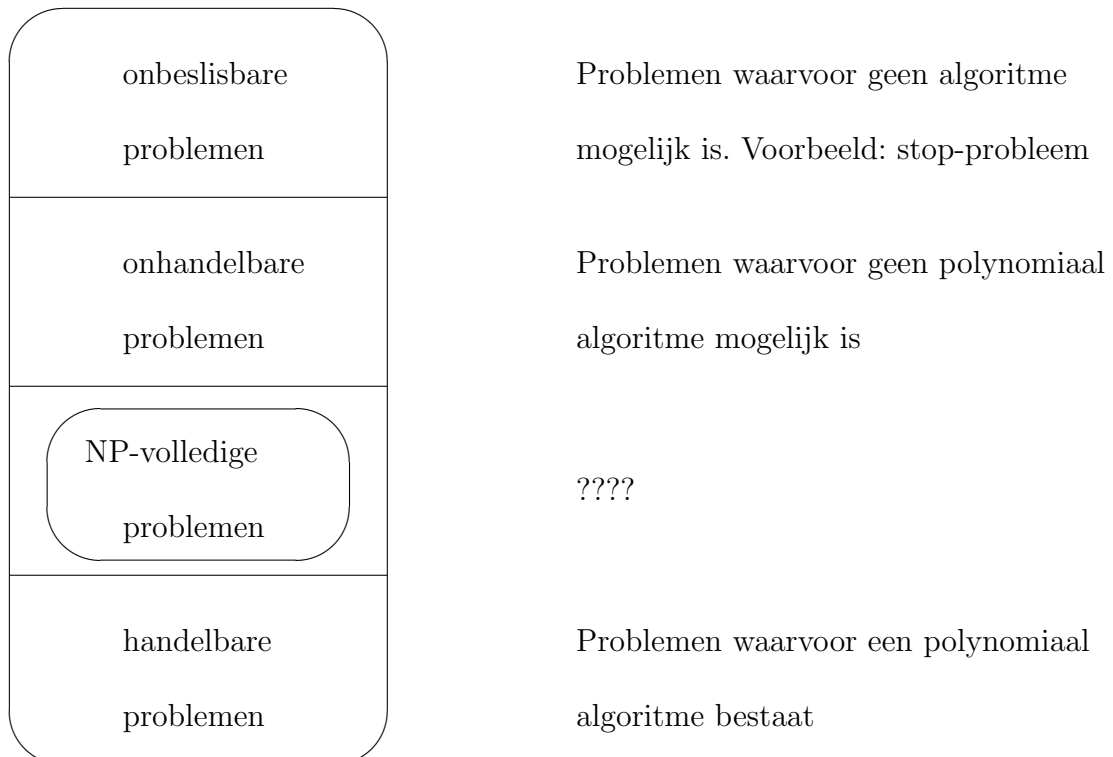 onbeslisbare
problemen
Problemen waarvoor geen algoritme
mogelijk is. Voorbeeld: stop-probleem
onhandelbare
problemen
Problemen waarvoor geen polynomiaal
algoritme mogelijk is
NP-volledige
problemen
????
handelbare
problemen
Problemen waarvoor een polynomiaal
algoritme bestaat